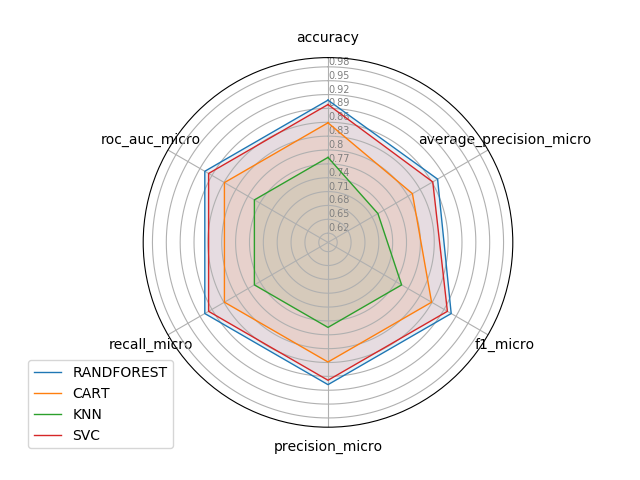 accuracy
0.98
0.95
0.92
0.89
0.86
0.83
0.8
0.77
0.74
0.71
0.68
0.65
0.62
roc_auc_micro
average_precision_micro
recall_micro
f1_micro
precision_micro
RANDFOREST
CART
KNN
SVC